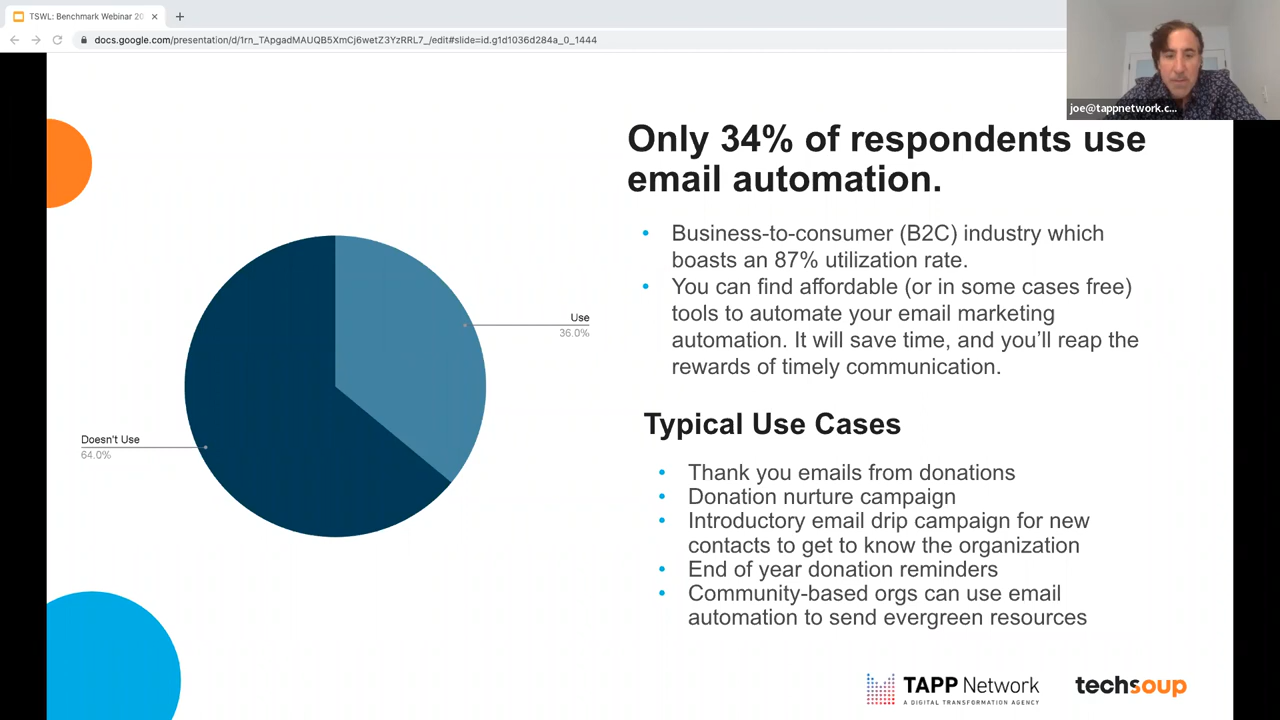 TSWL: Benchmark Webinar 20
docs.google.com/presentation/d/1rn_TApgadMAUQB5XmCj6wetZ3YzRRL7_/edit#slide=id.g1d1036d284a_0_1444
joe@tappnetwork.c...
Only 34% of respondents use
email automation.
• Business-to-consumer (B2C) industry which
boasts an 87% utilization rate.
• You can find affordable (or in some cases free)
tools to automate your email marketing
automation. It will save time, and you’ll reap the
rewards of timely communication.
Use
36.0%
Doesn't Use
64.0%
Typical Use Cases
• Thank you emails from donations
• Donation nurture campaign
• Introductory email drip campaign for new
contacts to get to know the organization
• End of year donation reminders
• Community-based orgs can use email
automation to send evergreen resources
TAPP Network
A DIGITAL TRANSFORMATION AGENCY
techsoup